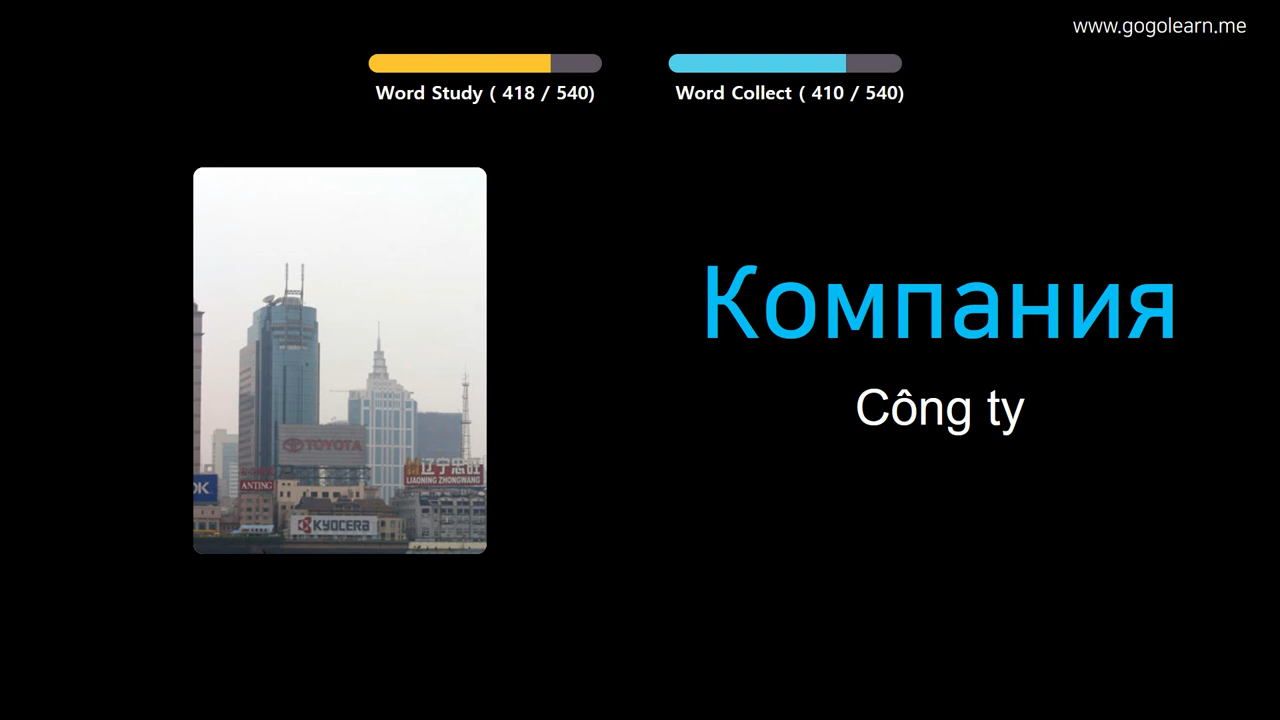 www.gogolearn.me
Word Study ( 418 / 540)
Word Collect ( 410 / 540)
Компания
Công ty
TOYOTA
辽宁忠旺
LIAONING ZHONGWANG
OK
ANTING
KYOCERA